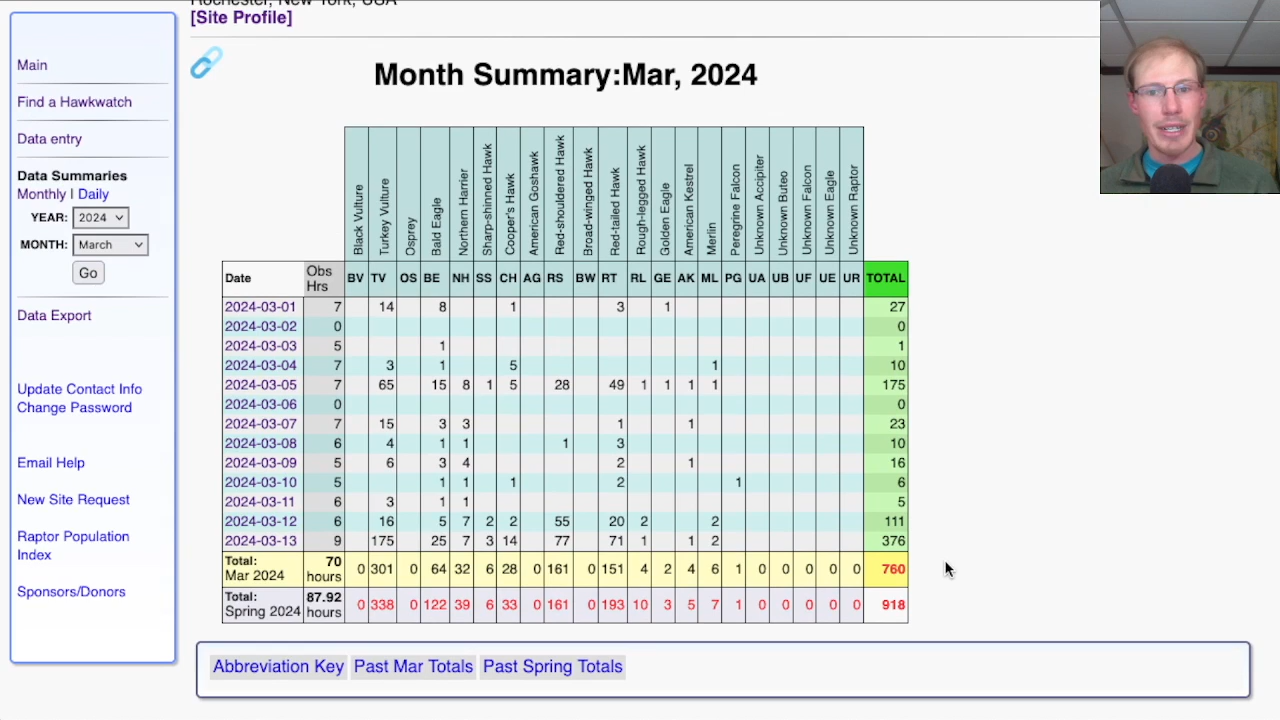 Rochester, New York, USA
[Site Profile]
Month Summary:Mar, 2024
Main
Find a Hawkwatch
Data entry
Data Summaries
Monthly | Daily
YEAR: 2024
MONTH: March
Go
Data Export
Update Contact Info
Change Password
Email Help
New Site Request
Raptor Population
Index
Sponsors/Donors
Black Vulture Turkey Vulture Osprey Bald Eagle Northern Harrier Sharp-shinned Hawk Cooper's Hawk American Goshawk Red-shouldered Hawk Broad-winged Hawk Red-tailed Hawk Rough-legged Hawk Golden Eagle American Kestrel Merlin Peregrine Falcon Unknown Accipiter Unknown Buteo Unknown Falcon Unknown Eagle Unknown Raptor
Date Obs Hrs BV TV OS BE NH SS CH AG RS BW RT RL GE AK ML PG UA UB UF UE UR TOTAL
2024-03-01 7 14 8 1 3 1 27
2024-03-02 0 0
2024-03-03 5 1 1
2024-03-04 7 3 1 5 1 10
2024-03-05 7 65 15 8 1 5 28 49 1 1 1 1 175
2024-03-06 0 0
2024-03-07 7 15 3 3 1 1 23
2024-03-08 6 4 1 1 1 3 10
2024-03-09 5 6 3 4 2 1 16
2024-03-10 5 1 1 1 2 1 6
2024-03-11 6 3 1 1 5
2024-03-12 6 16 5 7 2 2 55 20 2 2 111
2024-03-13 9 175 25 7 3 14 77 71 1 1 2 376
Total: Mar 2024 70 hours 0 301 0 64 32 6 28 0 161 0 151 4 2 4 6 1 0 0 0 0 0 760
Total: Spring 2024 87.92 hours 0 338 0 122 39 6 33 0 161 0 193 10 3 5 7 1 0 0 0 0 0 918
Abbreviation Key Past Mar Totals Past Spring Totals